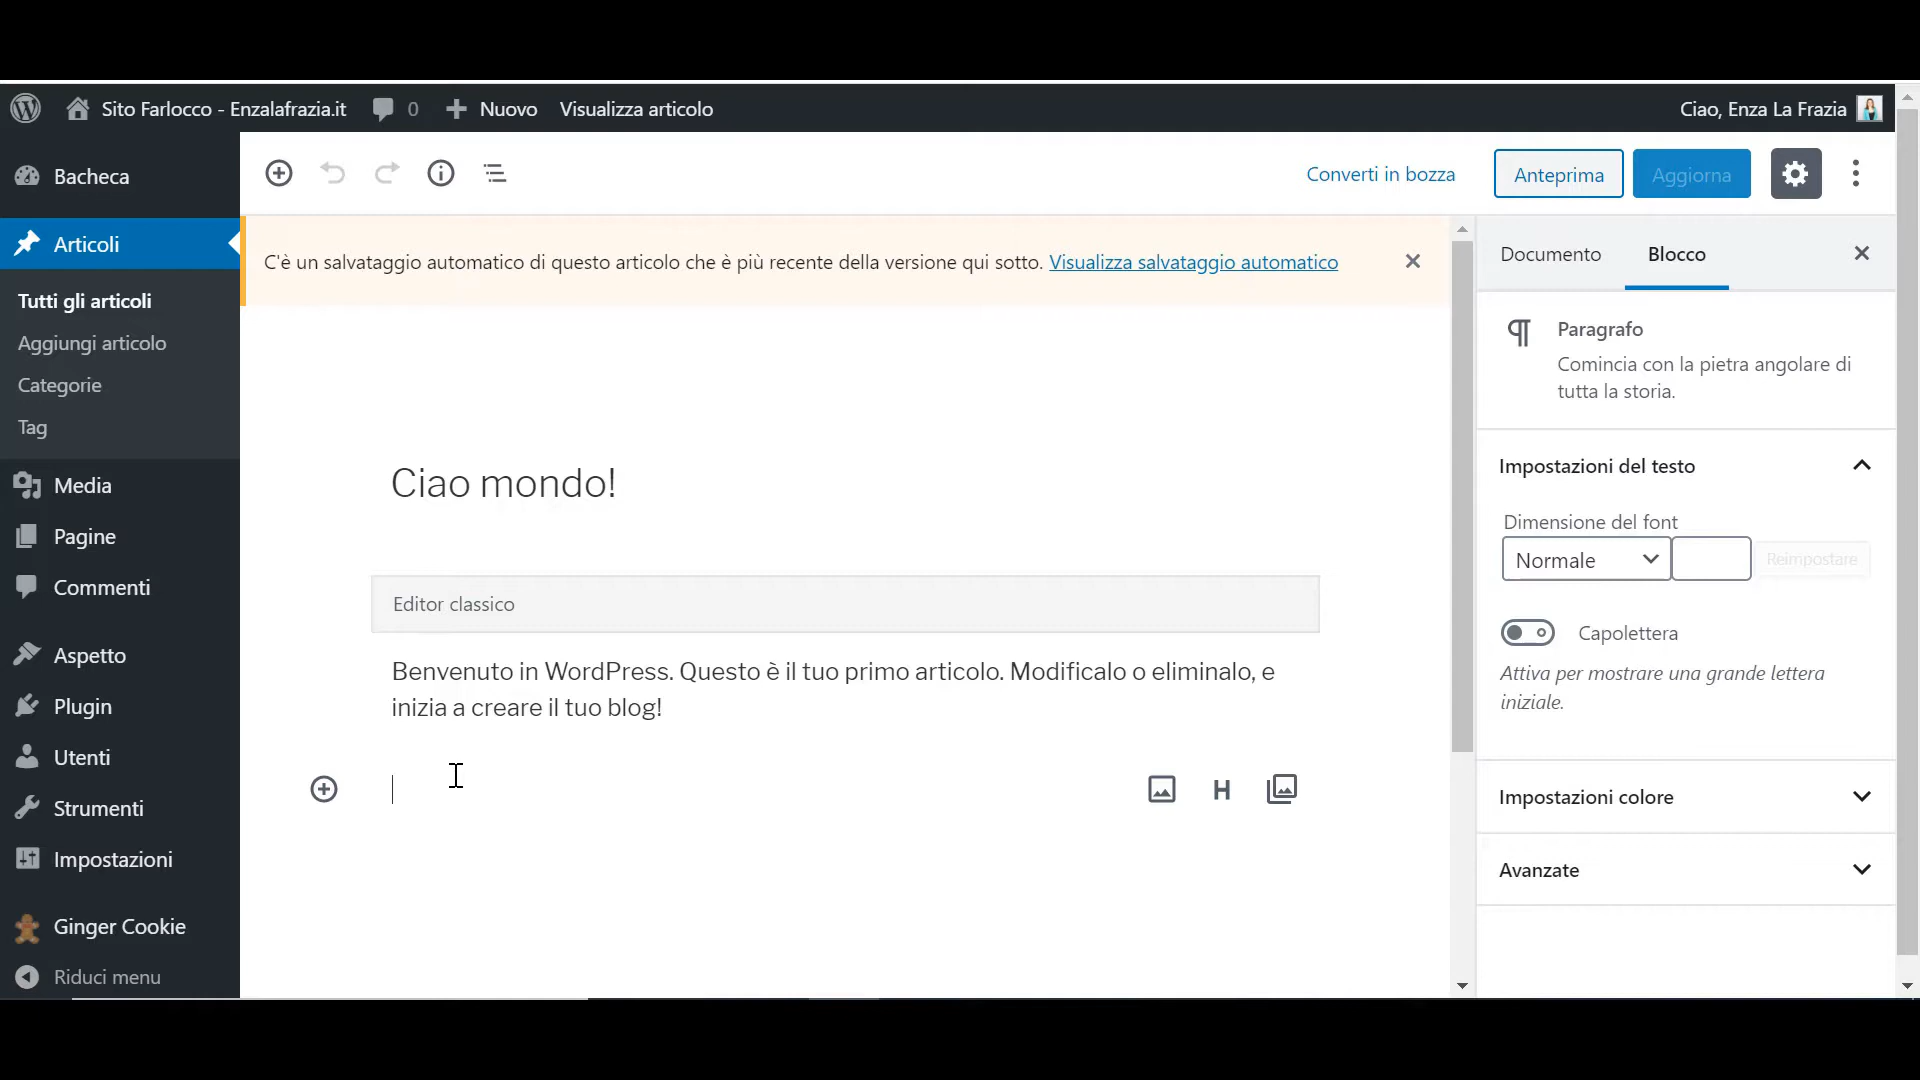 Sito Farlocco - Enzalafrazia.it 0 Nuovo Visualizza articolo Ciao, Enza La Frazia
Bacheca
Articoli
Tutti gli articoli
Aggiungi articolo
Categorie
Tag
Media
Pagine
Commenti
Aspetto
Plugin
Utenti
Strumenti
Impostazioni
Ginger Cookie
Riduci menu
Converti in bozza Anteprima Aggiorna
C'è un salvataggio automatico di questo articolo che è più recente della versione qui sotto. Visualizza salvataggio automatico
Ciao mondo!
Editor classico
Benvenuto in WordPress. Questo è il tuo primo articolo. Modificalo o eliminalo, e
inizia a creare il tuo blog!
H
Documento Blocco
Paragrafo
Comincia con la pietra angolare di
tutta la storia.
Impostazioni del testo
Dimensione del font
Normale Reimpostare
Capolettera
Attiva per mostrare una grande lettera
iniziale.
Impostazioni colore
Avanzate